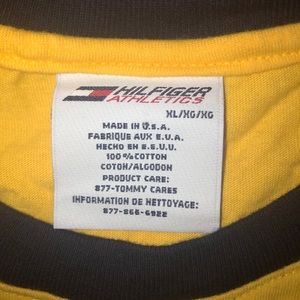 HILFIGER
ATHLETICS
XL/XG/XG
MADE IN U.S.A.
FABRIQUE AUX E.U.A.
HECHO EN E.E.U.U.
100% COTTON
COTON/ALGODON
PRODUCT CARE:
877-TOMMY CARES
INFORMATION DE NETTOYAGE:
877-866-6922